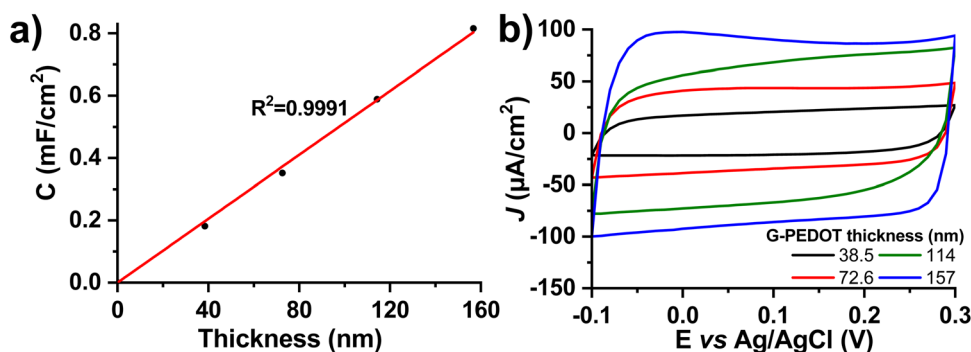 a)
C (mF/cm²)
0.8
0.6
0.4
0.2
0.0
R²=0.9991
0 40 80 120 160
Thickness (nm)
b)
J (µA/cm²)
100
50
0
-50
-100
-150
G-PEDOT thickness (nm)
38.5 114
72.6 157
-0.1 0.0 0.1 0.2 0.3
E vs Ag/AgCl (V)